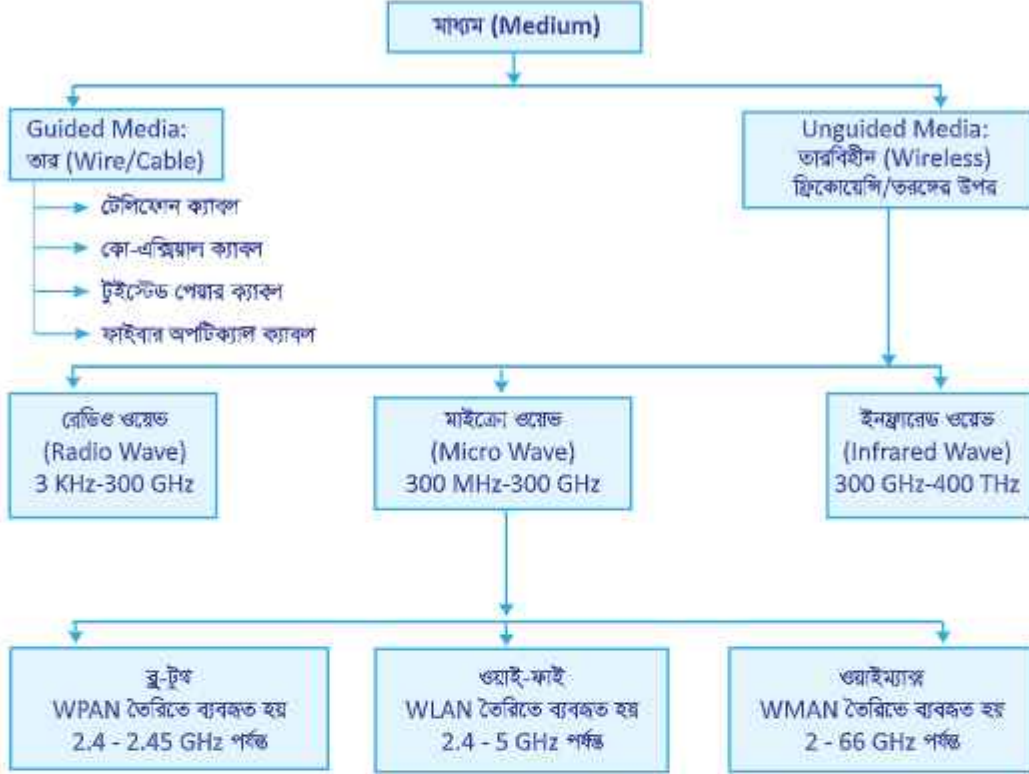 মাধ্যম (Medium)
Guided Media:
তার (Wire/Cable)
টেলিফোন ক্যাবল
কো-এক্সিয়াল ক্যাবল
টুইস্টেড পেয়ার ক্যাবল
ফাইবার অপটিক্যাল ক্যাবল
Unguided Media:
তারবিহীন (Wireless)
ফ্রিকোয়েন্সি/তরঙ্গের উপর
রেডিও ওয়েভ
(Radio Wave)
3 KHz-300 GHz
মাইক্রো ওয়েভ
(Micro Wave)
300 MHz-300 GHz
ইনফ্রারেড ওয়েভ
(Infrared Wave)
300 GHz-400 THz
ব্লু-টুথ
WPAN তৈরিতে ব্যবহৃত হয়
2.4 - 2.45 GHz পর্যন্ত
ওয়াই-ফাই
WLAN তৈরিতে ব্যবহৃত হয়
2.4 - 5 GHz পর্যন্ত
ওয়াইম্যাক্স
WMAN তৈরিতে ব্যবহৃত হয়
2 - 66 GHz পর্যন্ত